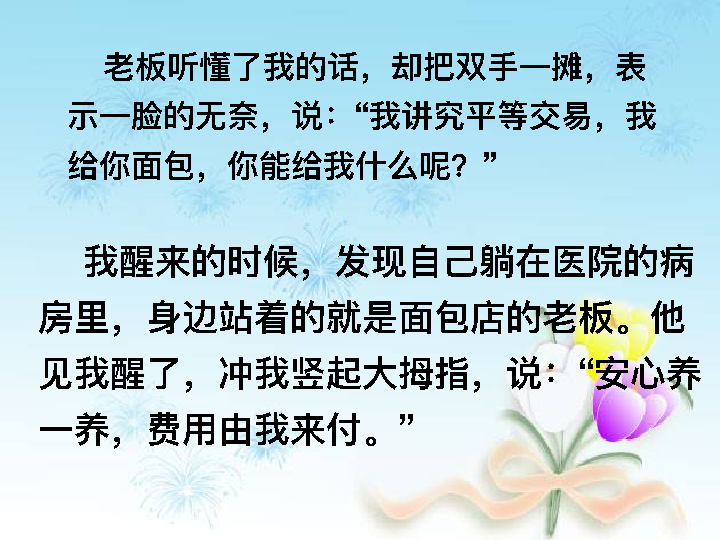 老板听懂了我的话，却把双手一摊，表
示一脸的无奈，说：“我讲究平等交易，我
给你面包，你能给我什么呢？”
我醒来的时候，发现自己躺在医院的病
房里，身边站着的就是面包店的老板。他
见我醒了，冲我竖起大拇指，说：“安心养
一养，费用由我来付。”